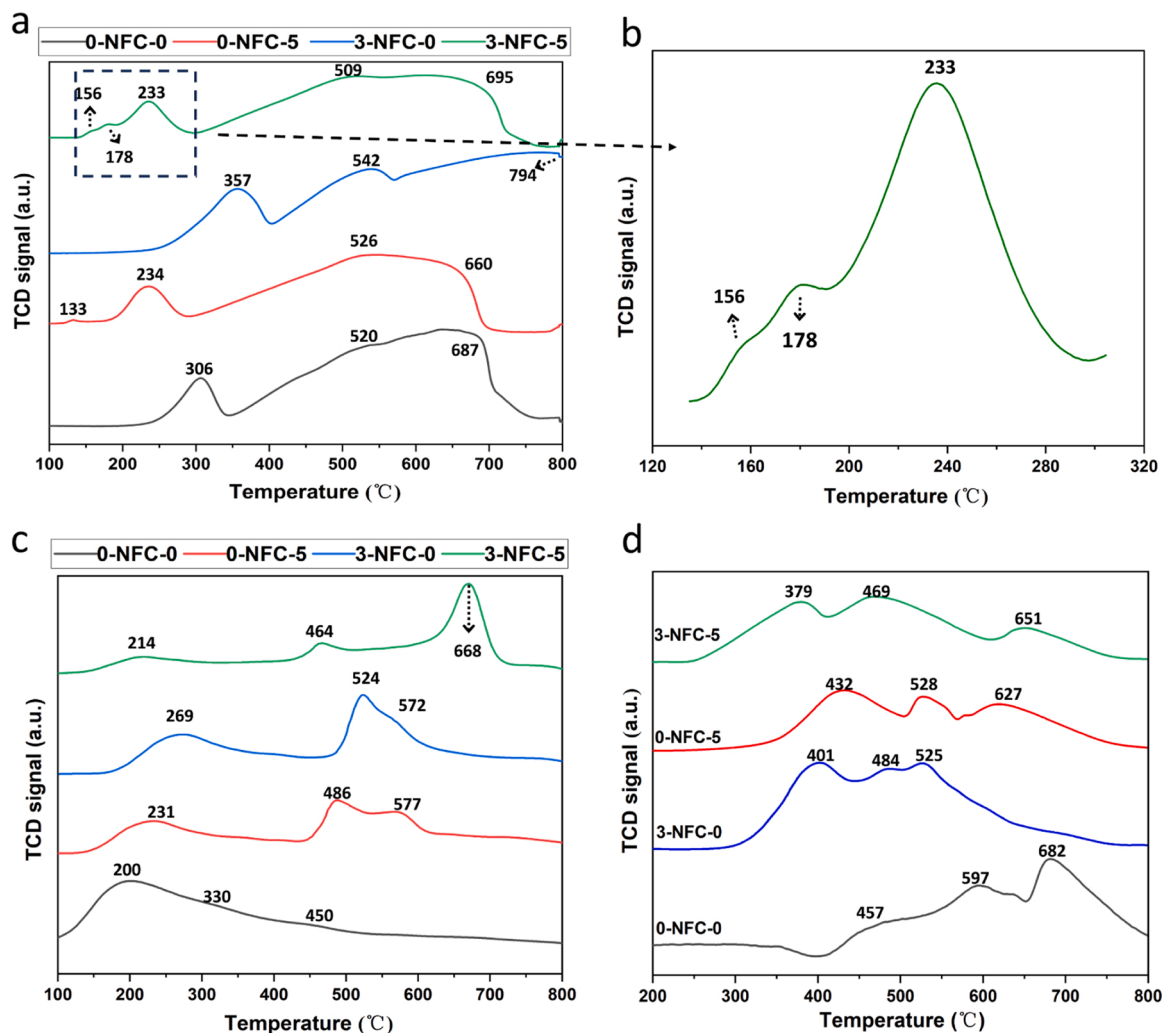 a
0-NFC-0 0-NFC-5 3-NFC-0 3-NFC-5
156 233 509 695
178
357 542 794
133 234 526 660
306 520 687
TCD signal (a.u.)
100 200 300 400 500 600 700 800
Temperature (℃)
b
233
156
178
TCD signal (a.u.)
120 160 200 240 280 320
Temperature (℃)
c
0-NFC-0 0-NFC-5 3-NFC-0 3-NFC-5
214 464 668
269 524 572
231 486 577
200 330 450
TCD signal (a.u.)
100 200 300 400 500 600 700 800
Temperature (℃)
d
379 469 651
3-NFC-5
432 528 627
0-NFC-5
401 484 525
3-NFC-0
457 597 682
0-NFC-0
TCD signal (a.u.)
200 300 400 500 600 700 800
Temperature (℃)